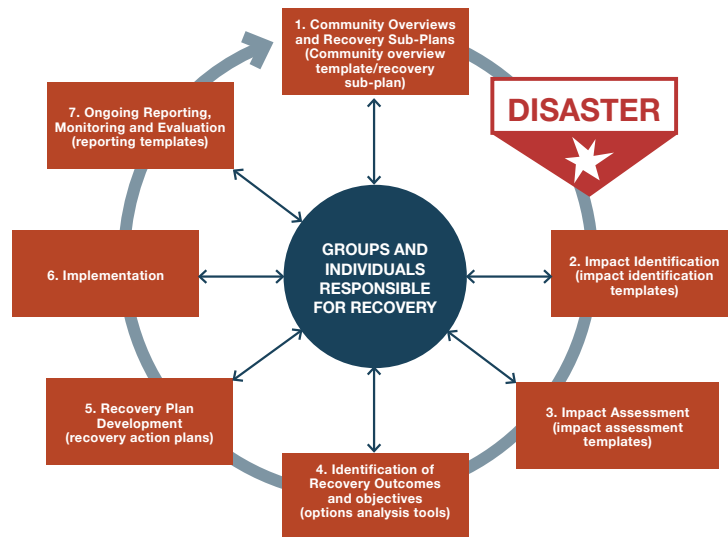 1. Community Overviews
and Recovery Sub-Plans
(Community overview
template/recovery
sub-plan)
DISASTER
7. Ongoing Reporting,
Monitoring and Evaluation
(reporting templates)
GROUPS AND
INDIVIDUALS
RESPONSIBLE
FOR RECOVERY
2. Impact Identification
(impact identification
templates)
6. Implementation
3. Impact Assessment
(impact assessment
templates)
5. Recovery Plan
Development
(recovery action plans)
4. Identification of
Recovery Outcomes
and objectives
(options analysis tools)